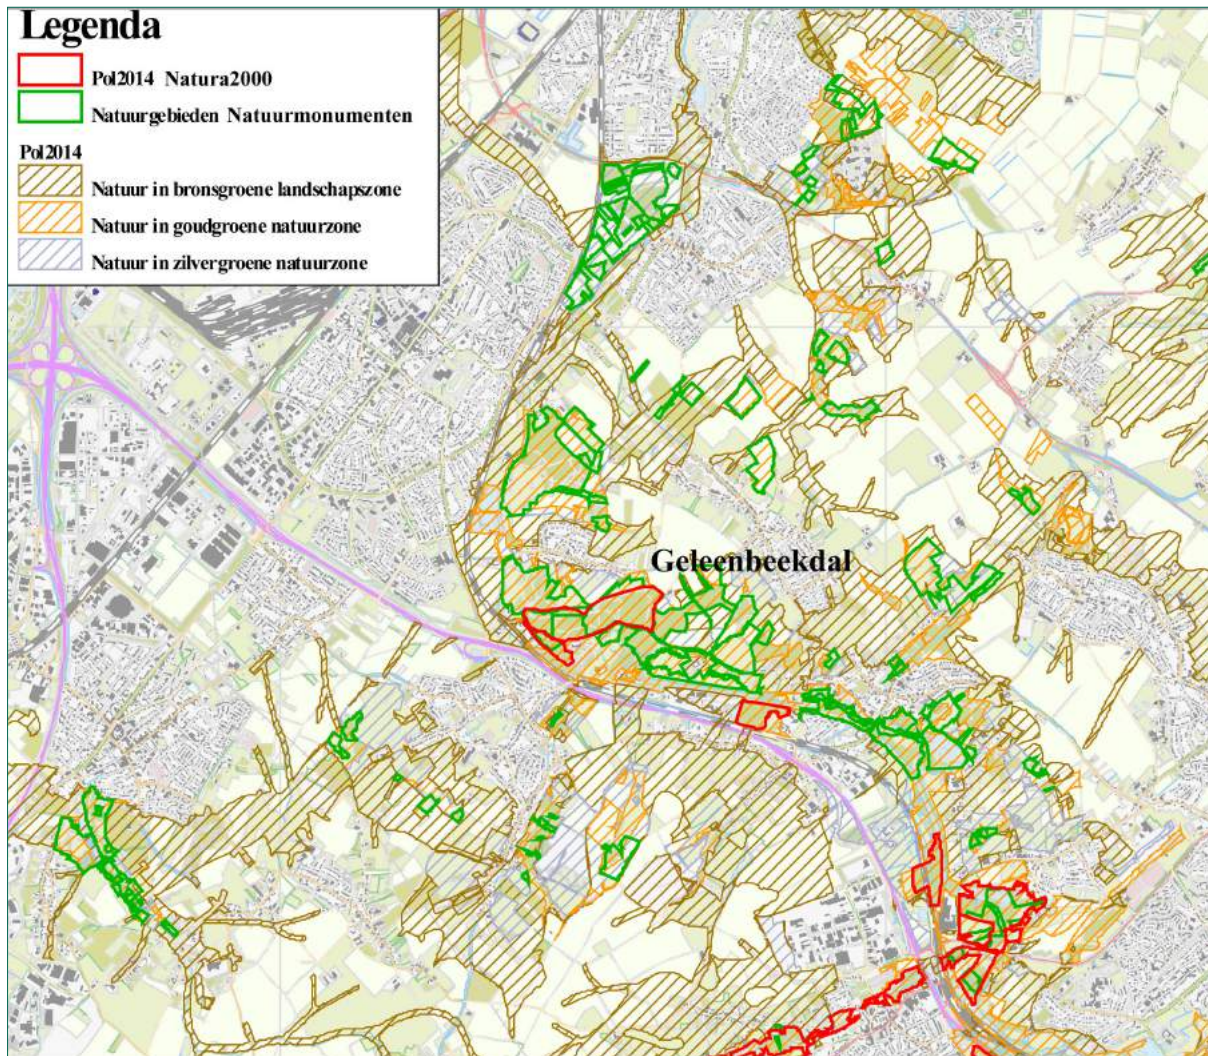 Legenda
Pol2014 Natura2000
Natuurgebieden Natuurmonumenten
Pol2014
Natuur in bronsgroene landschapszone
Natuur in goudgroene natuurzone
Natuur in zilvergroene natuurzone
Geleenbeekdal